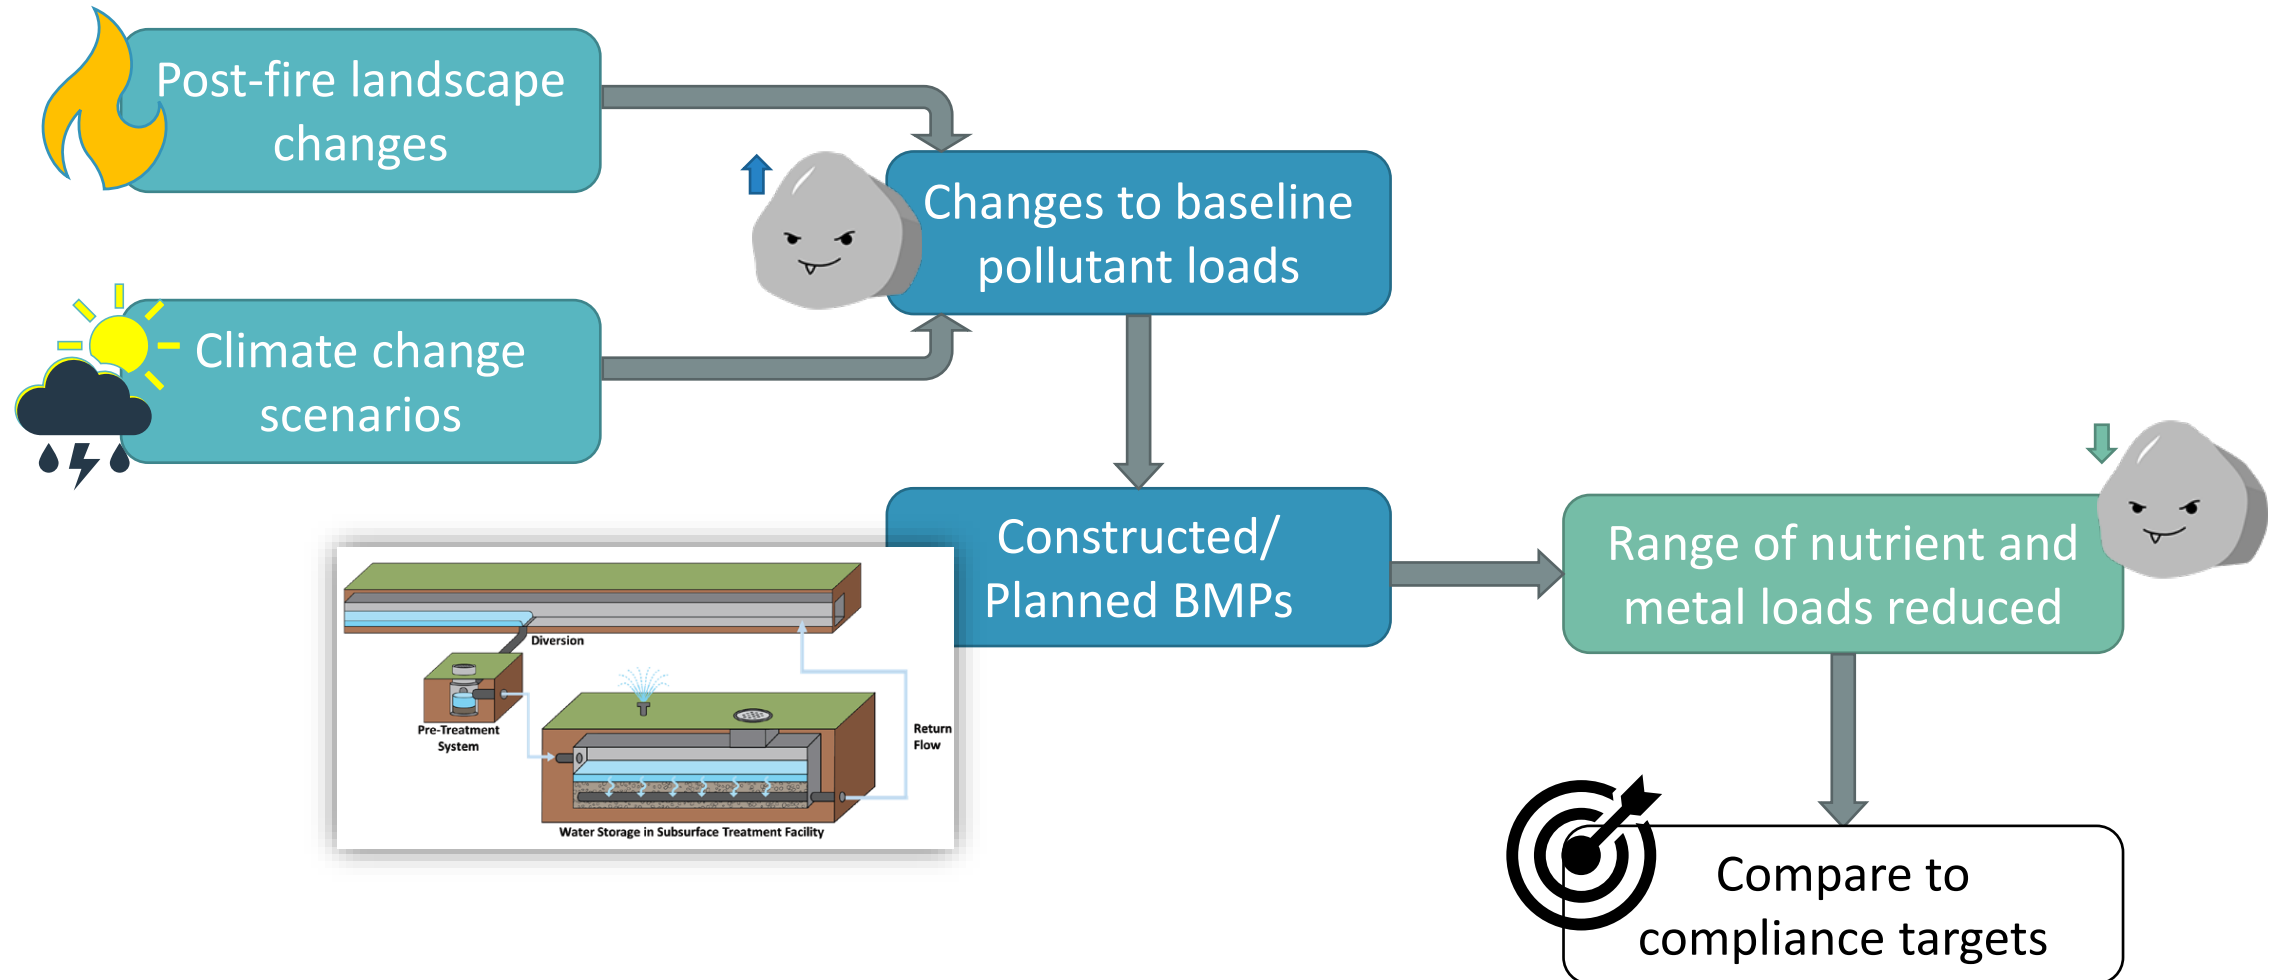 Post-fire landscape
changes
Changes to baseline
pollutant loads
Climate change
scenarios
Constructed/
Planned BMPs
Range of nutrient and
metal loads reduced
Diversion
Pre-Treatment
System
Return
Flow
Water Storage in Subsurface Treatment Facility
Compare to
compliance targets